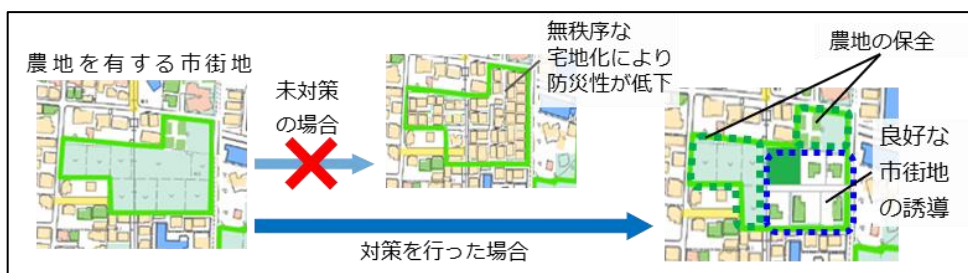 農地を有する市街地
未対策
の場合
無秩序な
宅地化により
防災性が低下
農地の保全
良好な
市街地
の誘導
対策を行った場合